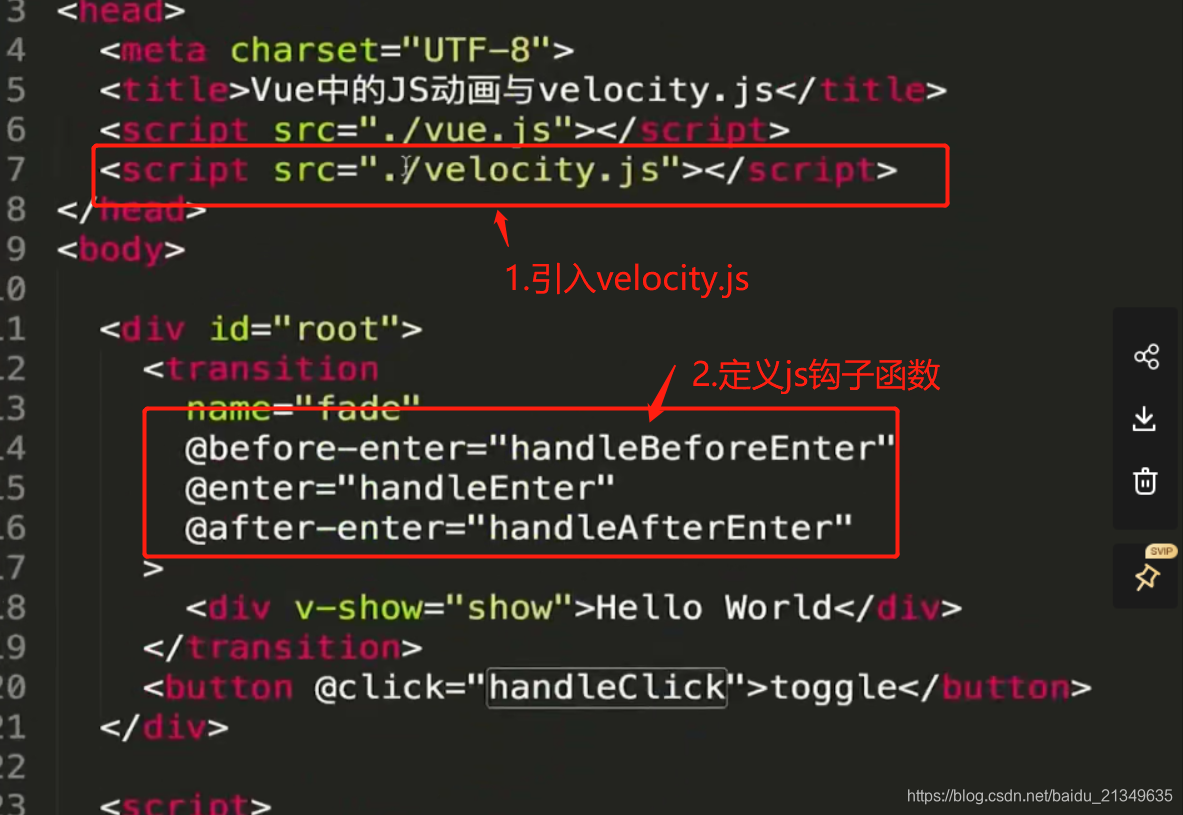 3 <head>
4 <meta charset="UTF-8">
5 <title>Vue中的JS动画与velocity.js</title>
6 <script src="./vue.js"></script>
7 <script src="./velocity.js"></script>
8 </head>
9 <body>
1.引入velocity.js
10
11 <div id="root">
12 <transition
2.定义js钩子函数
13 name="fade"
14 @before-enter="handleBeforeEnter"
15 @enter="handleEnter"
16 @after-enter="handleAfterEnter"
17 >
SVIP
18 <div v-show="show">Hello World</div>
19 </transition>
20 <button @click="handleClick">toggle</button>
21 </div>
22
23 <script>
https://blog.csdn.net/baidu_21349635